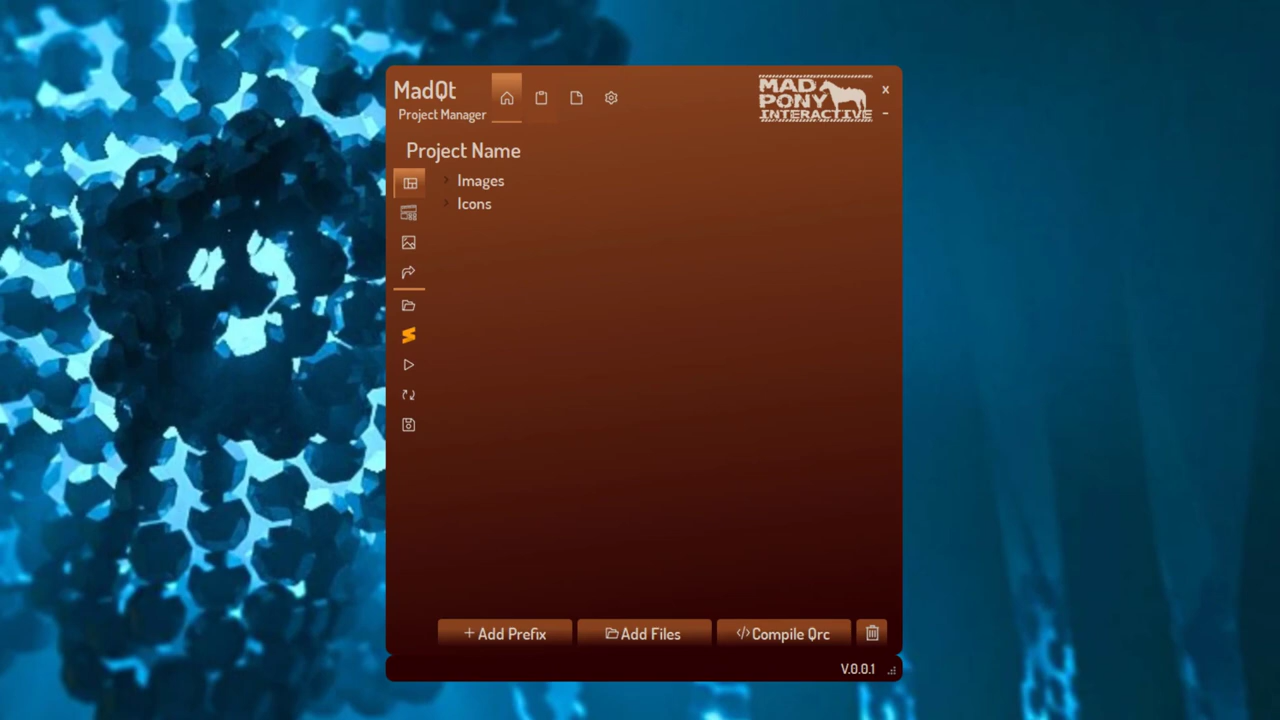 MadQt
Project Manager
MAD
PONY
INTERACTIVE
x
-
Project Name
Images
Icons
+ Add Prefix
Add Files
</> Compile Qrc
V.0.0.1